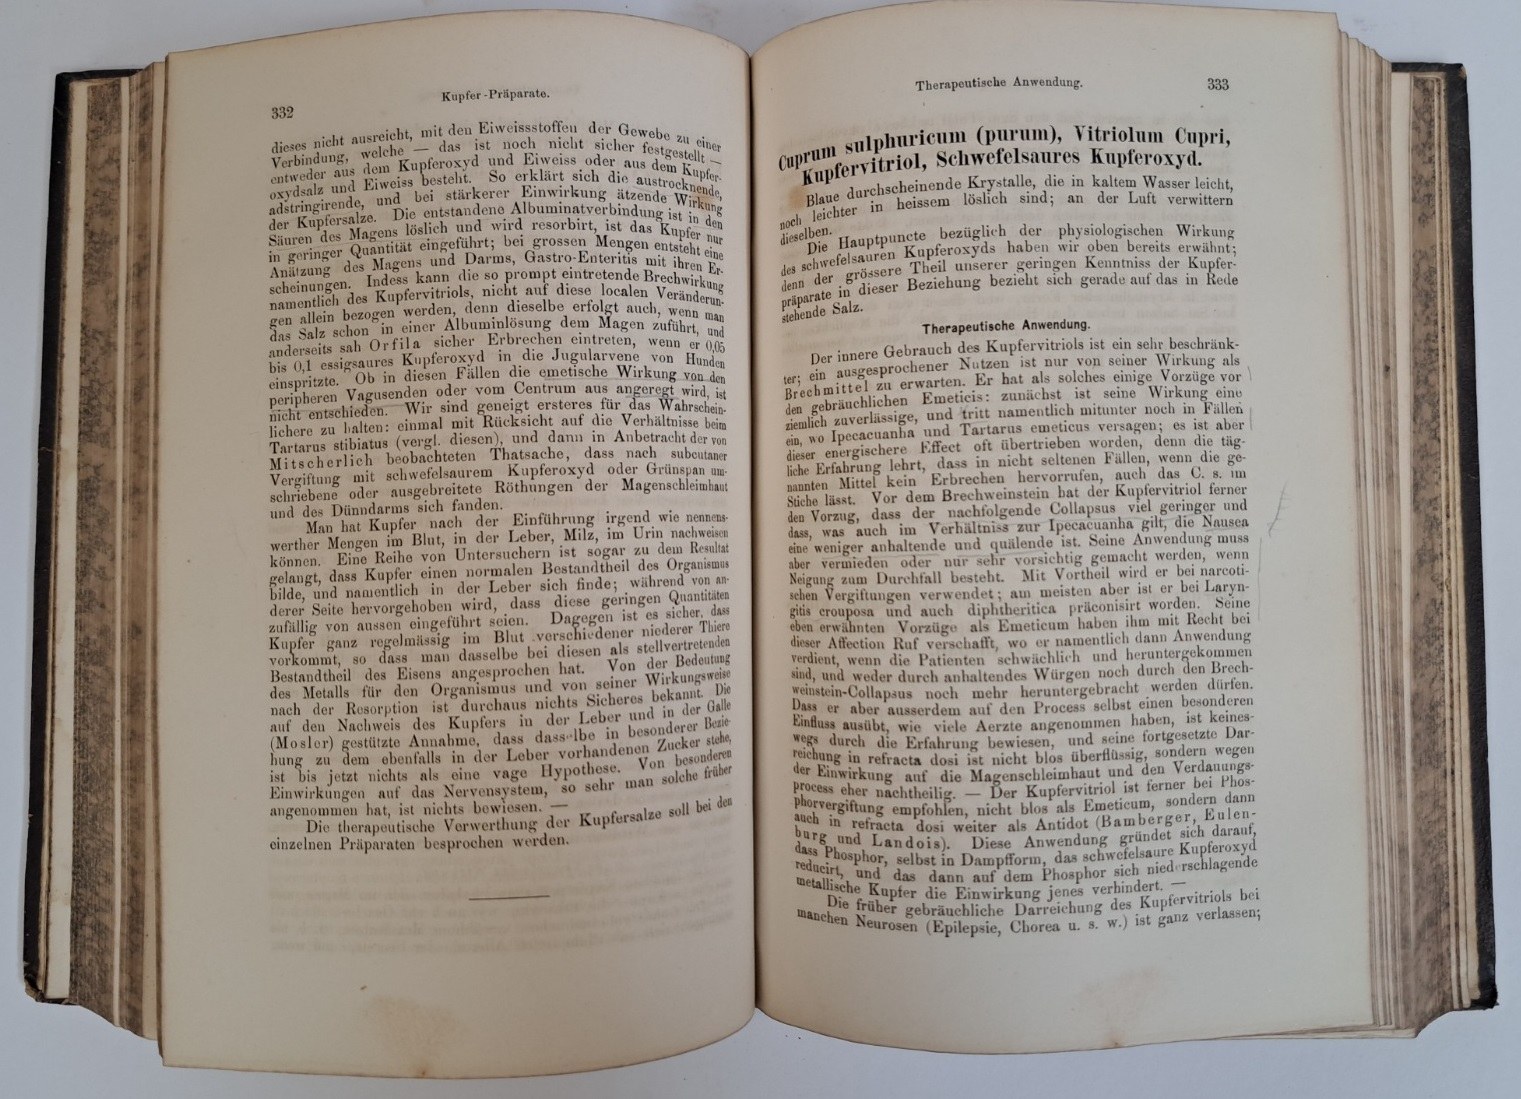 Kupfer-Präparate.
332
dieses nicht ausreicht, mit den Eiweissstoffen der Gewebe zu einer
Verbindung, welche — das ist noch nicht sicher festgestellt —
entweder aus dem Kupferoxyd und Eiweiss oder aus dem Kupfer-
oxydsalz und Eiweiss besteht. So erklärt sich die austrocknende,
adstringirende, und bei stärkerer Einwirkung ätzende Wirkung
der Kupfersalze. Die entstandene Albuminatverbindung ist in den
Säuren des Magens löslich und wird resorbirt, ist das Kupfer nur
in geringer Quantität eingeführt; bei grossen Mengen entsteht eine
Anätzung des Magens und Darms, Gastro-Enteritis mit ihren Er-
scheinungen. Indess kann die so prompt eintretende Brechwirkung
namentlich des Kupfervitriols, nicht auf diese localen Veränderun-
gen allein bezogen werden, denn dieselbe erfolgt auch, wenn man
das Salz schon in einer Albuminlösung dem Magen zuführt, und
anderseits sah Orfila sicher Erbrechen eintreten, wenn er 0,05
bis 0,1 essigsaures Kupferoxyd in die Jugularvene von Hunden
einspritzte. Ob in diesen Fällen die emetische Wirkung von den
peripheren Vagusenden oder vom Centrum aus angeregt wird, ist
nicht entschieden. Wir sind geneigt ersteres für das Wahrschein-
lichere zu halten: einmal mit Rücksicht auf die Verhältnisse beim
Tartarus stibiatus (vergl. diesen), und dann in Anbetracht der von
Mitscherlich beobachteten Thatsache, dass nach subcutaner
Vergiftung mit schwefelsaurem Kupferoxyd oder Grünspan um-
schriebene oder ausgebreitete Röthungen der Magenschleimhaut
und des Dünndarms sich fanden.
Man hat Kupfer nach der Einführung irgend wie nennens-
werther Mengen im Blut, in der Leber, Milz, im Urin nachweisen
können. Eine Reihe von Untersuchern ist sogar zu dem Resultat
gelangt, dass Kupfer einen normalen Bestandtheil des Organismus
bilde, und namentlich in der Leber sich finde; während von an-
derer Seite hervorgehoben wird, dass diese geringen Quantitäten
zufällig von aussen eingeführt seien. Dagegen ist es sicher, dass
Kupfer ganz regelmässig im Blut verschiedener niederer Thiere
vorkommt, so dass man dasselbe bei diesen als stellvertretenden
Bestandtheil des Eisens angesprochen hat. Von der Bedeutung
des Metalls für den Organismus und von seiner Wirkungsweise
nach der Resorption ist durchaus nichts Sicheres bekannt. Die
auf den Nachweis des Kupfers in der Leber und in der Galle
(Mosler) gestützte Annahme, dass dasselbe in besonderer Bezie-
hung zu dem ebenfalls in der Leber vorhandenen Zucker stehe,
ist bis jetzt nichts als eine vage Hypothese. Von besonderen
Einwirkungen auf das Nervensystem, so sehr man solche früher
angenommen hat, ist nichts bewiesen. —
Die therapeutische Verwerthung der Kupfersalze soll bei den
einzelnen Präparaten besprochen werden.
Therapeutische Anwendung.
333
Cuprum sulphuricum (purum), Vitriolum Cupri,
Kupfervitriol, Schwefelsaures Kupferoxyd.
Blaue durchscheinende Krystalle, die in kaltem Wasser leicht,
noch leichter in heissem löslich sind; an der Luft verwittern
dieselben.
Die Hauptpuncte bezüglich der physiologischen Wirkung
des schwefelsauren Kupferoxyds haben wir oben bereits erwähnt;
denn der grössere Theil unserer geringen Kenntniss der Kupfer-
präparate in dieser Beziehung bezieht sich gerade auf das in Rede
stehende Salz.
Therapeutische Anwendung.
Der innere Gebrauch des Kupfervitriols ist ein sehr beschränk-
ter; ein ausgesprochener Nutzen ist nur von seiner Wirkung als
Brechmittel zu erwarten. Er hat als solches einige Vorzüge vor
den gebräuchlichen Emeticis: zunächst ist seine Wirkung eine
ziemlich zuverlässige, und tritt namentlich mitunter noch in Fällen
ein, wo Ipecacuanha und Tartarus emeticus versagen; es ist aber
dieser energischere Effect oft übertrieben worden, denn die täg-
liche Erfahrung lehrt, dass in nicht seltenen Fällen, wenn die ge-
nannten Mittel kein Erbrechen hervorrufen, auch das C. s. im
Stiche lässt. Vor dem Brechweinstein hat der Kupfervitriol ferner
den Vorzug, dass der nachfolgende Collapsus viel geringer und
dass, was auch im Verhältniss zur Ipecacuanha gilt, die Nausea
eine weniger anhaltende und quälende ist. Seine Anwendung muss
aber vermieden oder nur sehr vorsichtig gemacht werden, wenn
Neigung zum Durchfall besteht. Mit Vortheil wird er bei narcoti-
schen Vergiftungen verwendet; am meisten aber ist er bei Laryn-
gitis crouposa und auch diphtheritica präconisirt worden. Seine
eben erwähnten Vorzüge als Emeticum haben ihm mit Recht bei
dieser Affection Ruf verschafft, wo er namentlich dann Anwendung
verdient, wenn die Patienten schwächlich und heruntergekommen
sind, und weder durch anhaltendes Würgen noch durch den Brech-
weinstein-Collapsus noch mehr heruntergebracht werden dürfen.
Dass er aber ausserdem auf den Process selbst einen besonderen
Einfluss ausübt, wie viele Aerzte angenommen haben, ist keines-
wegs durch die Erfahrung bewiesen, und seine fortgesetzte Dar-
reichung in refracta dosi ist nicht blos überflüssig, sondern wegen
der Einwirkung auf die Magenschleimhaut und den Verdauungs-
process eher nachtheilig. — Der Kupfervitriol ist ferner bei Phos-
phorvergiftung empfohlen, nicht blos als Emeticum, sondern dann
auch in refracta dosi weiter als Antidot (Bamberger, Eulen-
burg und Landois). Diese Anwendung gründet sich darauf,
dass Phosphor, selbst in Dampfform, das schwefelsaure Kupferoxyd
reducirt, und das dann auf dem Phosphor sich niederschlagende
metallische Kupfer die Einwirkung jenes verhindert. —
Die früher gebräuchliche Darreichung des Kupfervitriols bei
manchen Neurosen (Epilepsie, Chorea u. s. w.) ist ganz verlassen;